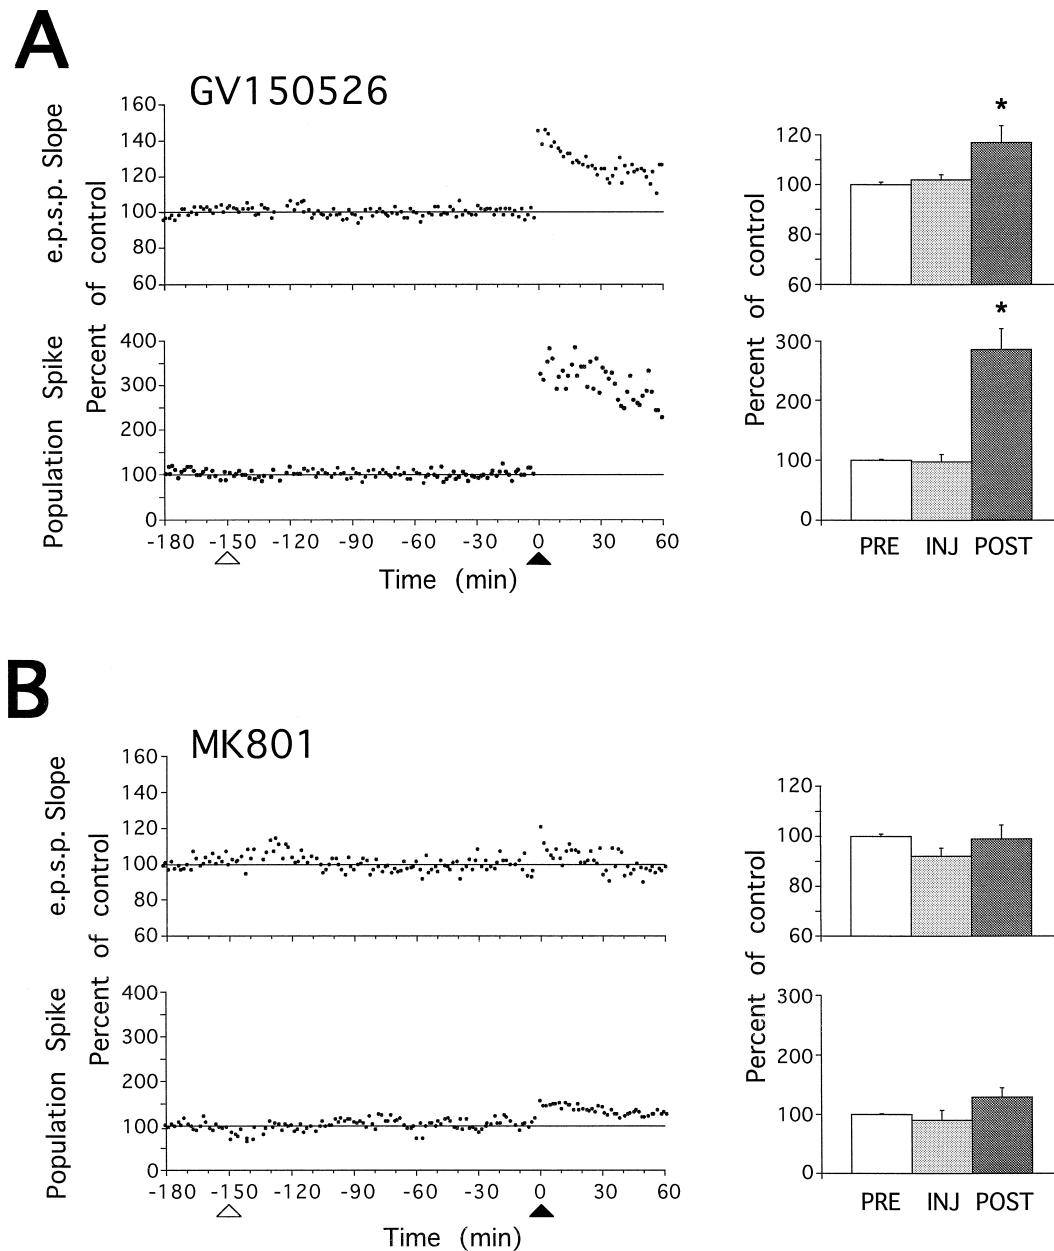 A
GV150526
e.p.s.p. Slope
Population Spike
Percent of control
160
140
120
100
80
60
400
300
200
100
0
-180 -150 -120 -90 -60 -30 0 30 60
Time (min)
Percent of control
*
120
100
80
60
*
300
200
100
0
PRE INJ POST
B
MK801
e.p.s.p. Slope
Population Spike
Percent of control
160
140
120
100
80
60
400
300
200
100
0
-180 -150 -120 -90 -60 -30 0 30 60
Time (min)
Percent of control
120
100
80
60
300
200
100
0
PRE INJ POST